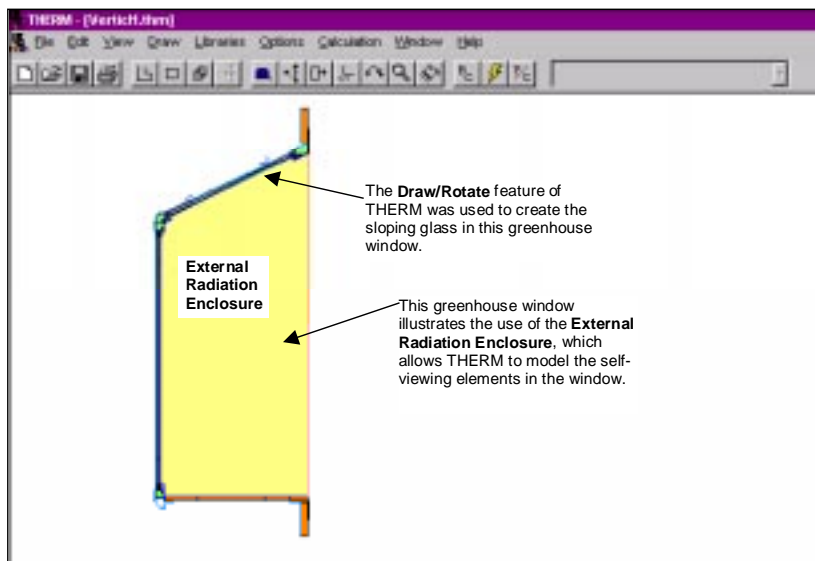 THERM - [VerticH.thm]
File Edit View Draw Libraries Options Calculation Window Help
The Draw/Rotate feature of
THERM was used to create the
sloping glass in this greenhouse
window.
External
Radiation
Enclosure
This greenhouse window
illustrates the use of the External
Radiation Enclosure, which
allows THERM to model the self-
viewing elements in the window.